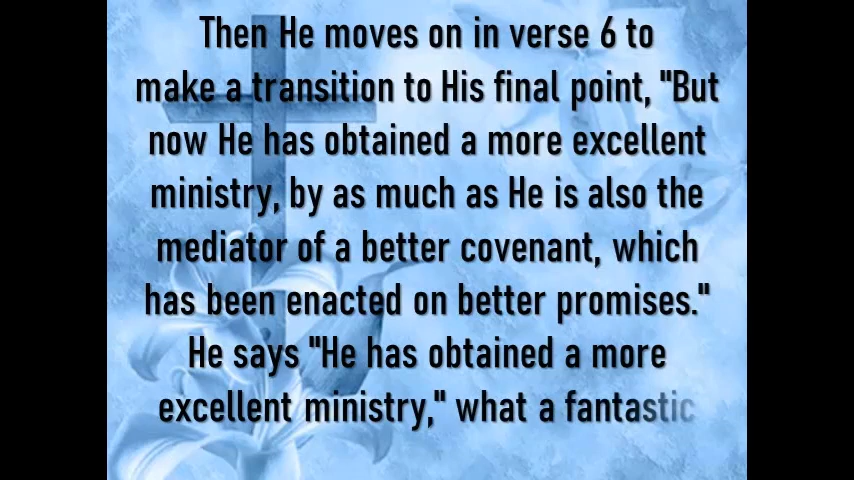 Then He moves on in verse 6 to
make a transition to His final point, "But
now He has obtained a more excellent
ministry, by as much as He is also the
mediator of a better covenant, which
has been enacted on better promises."
He says "He has obtained a more
excellent ministry," what a fantastic